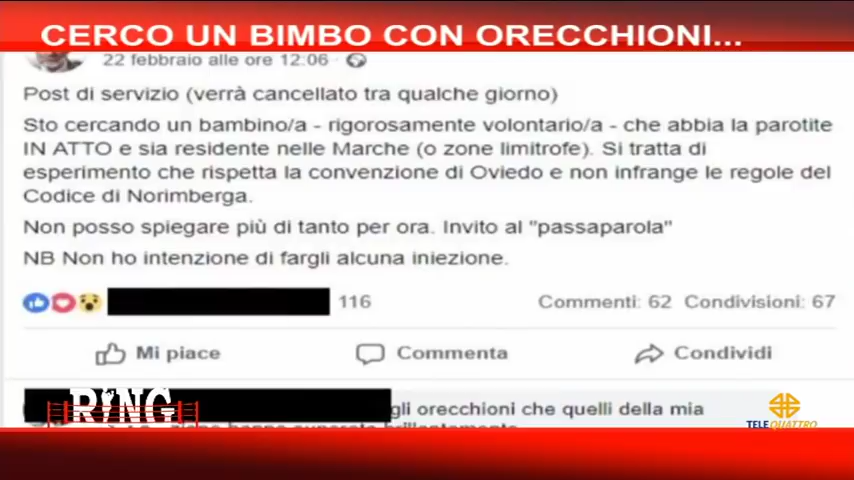 CERCO UN BIMBO CON ORECCHIONI...
22 febbraio alle ore 12:06
Post di servizio (verrà cancellato tra qualche giorno)
Sto cercando un bambino/a - rigorosamente volontario/a - che abbia la parotite
IN ATTO e sia residente nelle Marche (o zone limitrofe). Si tratta di
esperimento che rispetta la convenzione di Oviedo e non infrange le regole del
Codice di Norimberga.
Non posso spiegare più di tanto per ora. Invito al "passaparola"
NB Non ho intenzione di fargli alcuna iniezione.
116
Commenti: 62 Condivisioni: 67
Mi piace Commenta Condividi
gli orecchioni che quelli della mia
RING
TELEQUATTRO